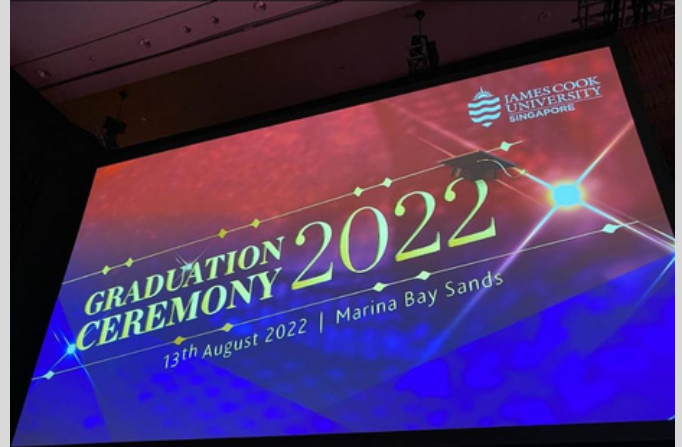 JAMES COOK
UNIVERSITY
SINGAPORE
GRADUATION
CEREMONY
2022
13th August 2022 | Marina Bay Sands